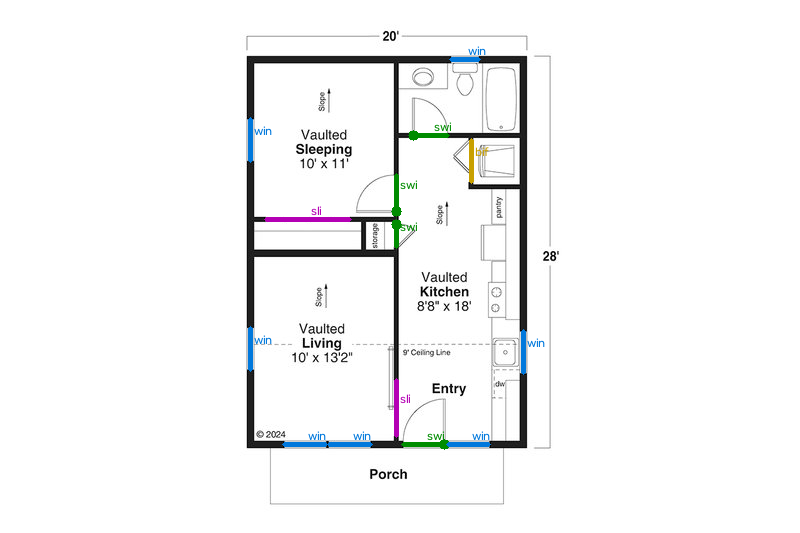 20'
win
win
swi
Slope
Vaulted
Sleeping
10' x 11'
swi
sli
swi
storage
pantry
Slope
28'
Vaulted
Kitchen
8'8" x 18'
Slope
Vaulted
Living
10' x 13'2"
win
win
9' Ceiling Line
dw
Entry
sli
© 2024
win
win
swi
win
Porch